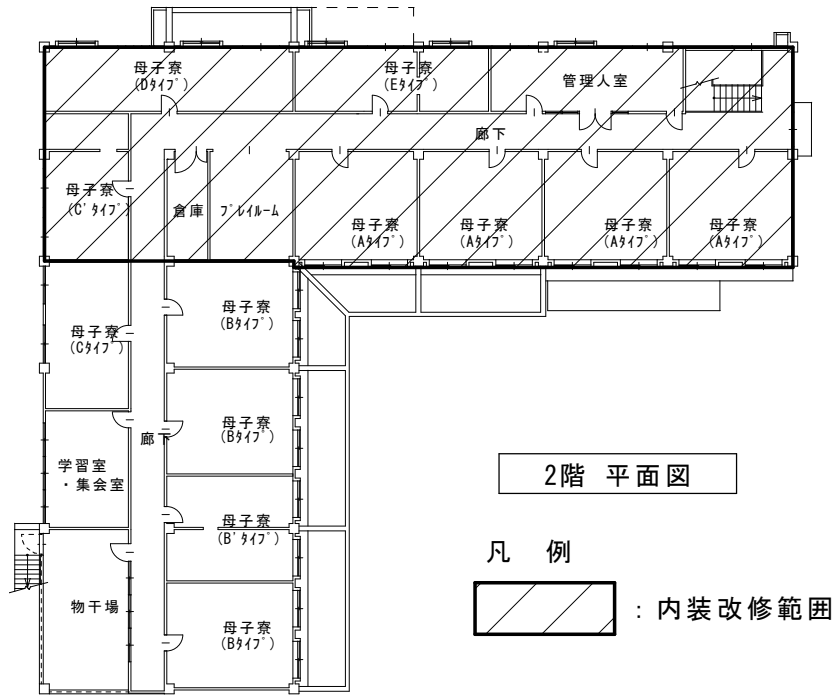 母子寮
(Dﾀｲﾌﾟ)
母子寮
(Eﾀｲﾌﾟ)
管理人室
廊下
母子寮
(C'ﾀｲﾌﾟ)
倉庫
ﾌﾟﾚｲﾙｰﾑ
母子寮
(Aﾀｲﾌﾟ)
母子寮
(Aﾀｲﾌﾟ)
母子寮
(Aﾀｲﾌﾟ)
母子寮
(Aﾀｲﾌﾟ)
母子寮
(Cﾀｲﾌﾟ)
母子寮
(Bﾀｲﾌﾟ)
母子寮
(Bﾀｲﾌﾟ)
廊下
学習室
・集会室
母子寮
(B'ﾀｲﾌﾟ)
物干場
母子寮
(Bﾀｲﾌﾟ)
2階 平面図
凡 例
：内装改修範囲